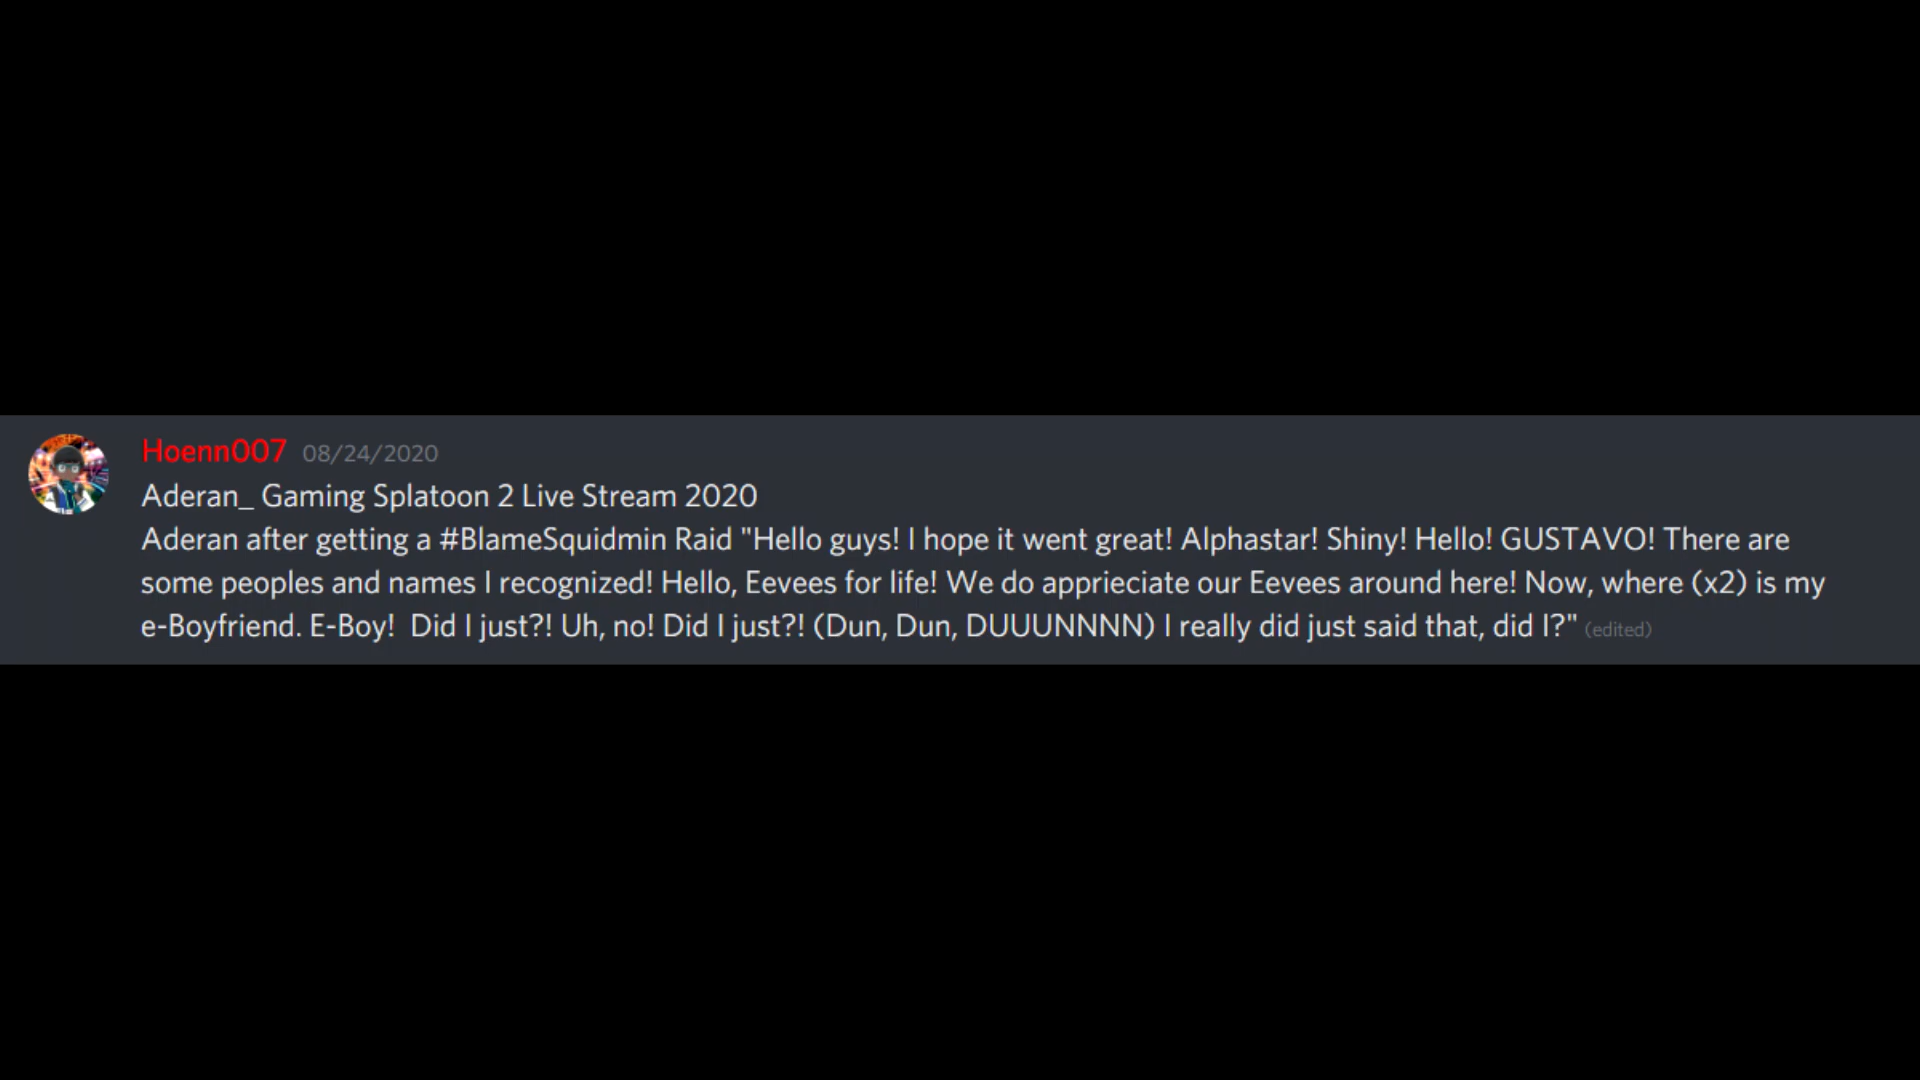 Hoenn007 08/24/2020
Aderan_ Gaming Splatoon 2 Live Stream 2020
Aderan after getting a #BlameSquidmin Raid "Hello guys! I hope it went great! Alphastar! Shiny! Hello! GUSTAVO! There are
some peoples and names I recognized! Hello, Eevees for life! We do apprieciate our Eevees around here! Now, where (x2) is my
e-Boyfriend. E-Boy!  Did I just?! Uh, no! Did I just?! (Dun, Dun, DUUUNNNN) I really did just said that, did I?" (edited)